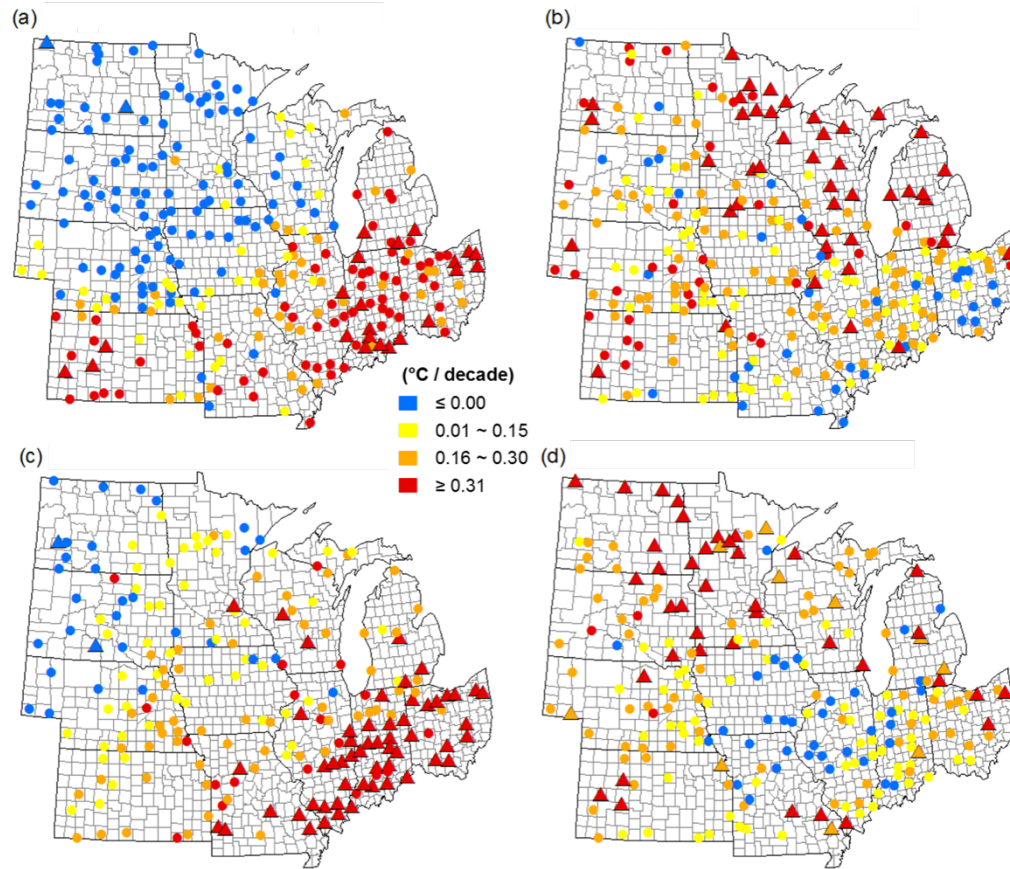 (a)
(b)
(°C / decade)
≤ 0.00
0.01 ~ 0.15
0.16 ~ 0.30
≥ 0.31
(c)
(d)